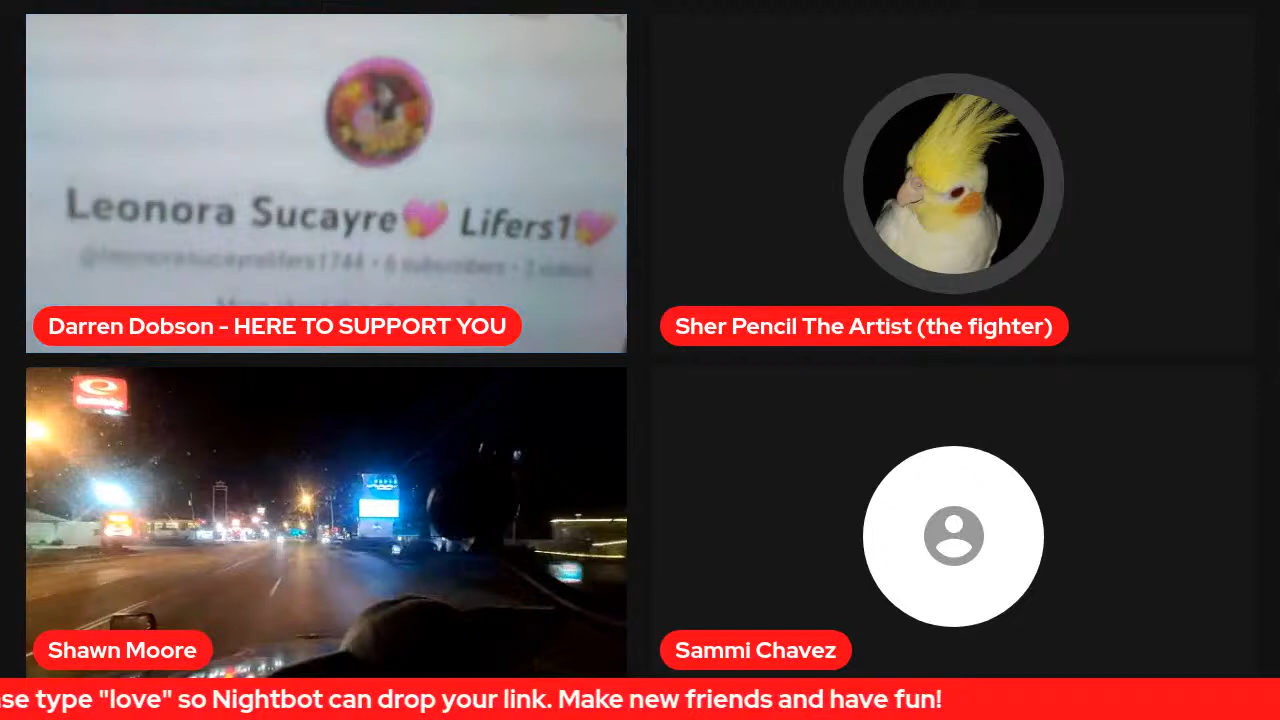 Leonora Sucayre💖 Lifers1💖
Darren Dobson - HERE TO SUPPORT YOU
Sher Pencil The Artist (the fighter)
Shawn Moore
Sammi Chavez
se type "love" so Nightbot can drop your link. Make new friends and have fun!